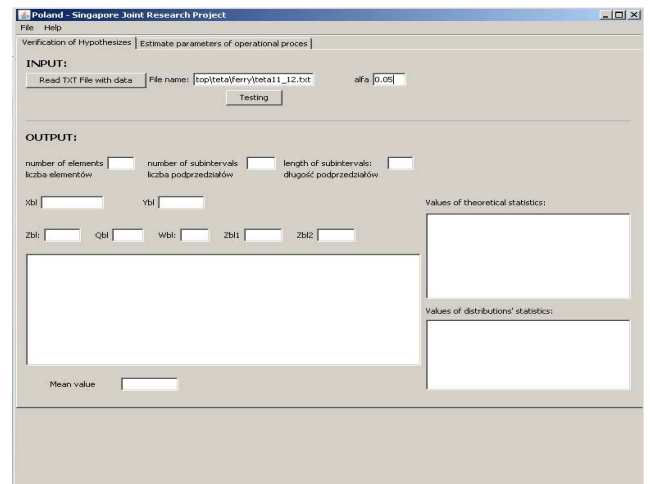 Poland - Singapore Joint Research Project
File Help
Verification of Hypothesizes Estimate parameters of operational proces
INPUT:
Read TXT File with data File name: top\teta\ferry\teta11_12.txt alfa 0.05
Testing
OUTPUT:
number of elements number of subintervals length of subintervals:
liczba elementów liczba podprzedziałów długość podprzedziałów
Xbl Ybl
Values of theoretical statistics:
Zbl: Qbl Wbl: Zbl1 Zbl2
Values of distributions' statistics:
Mean value